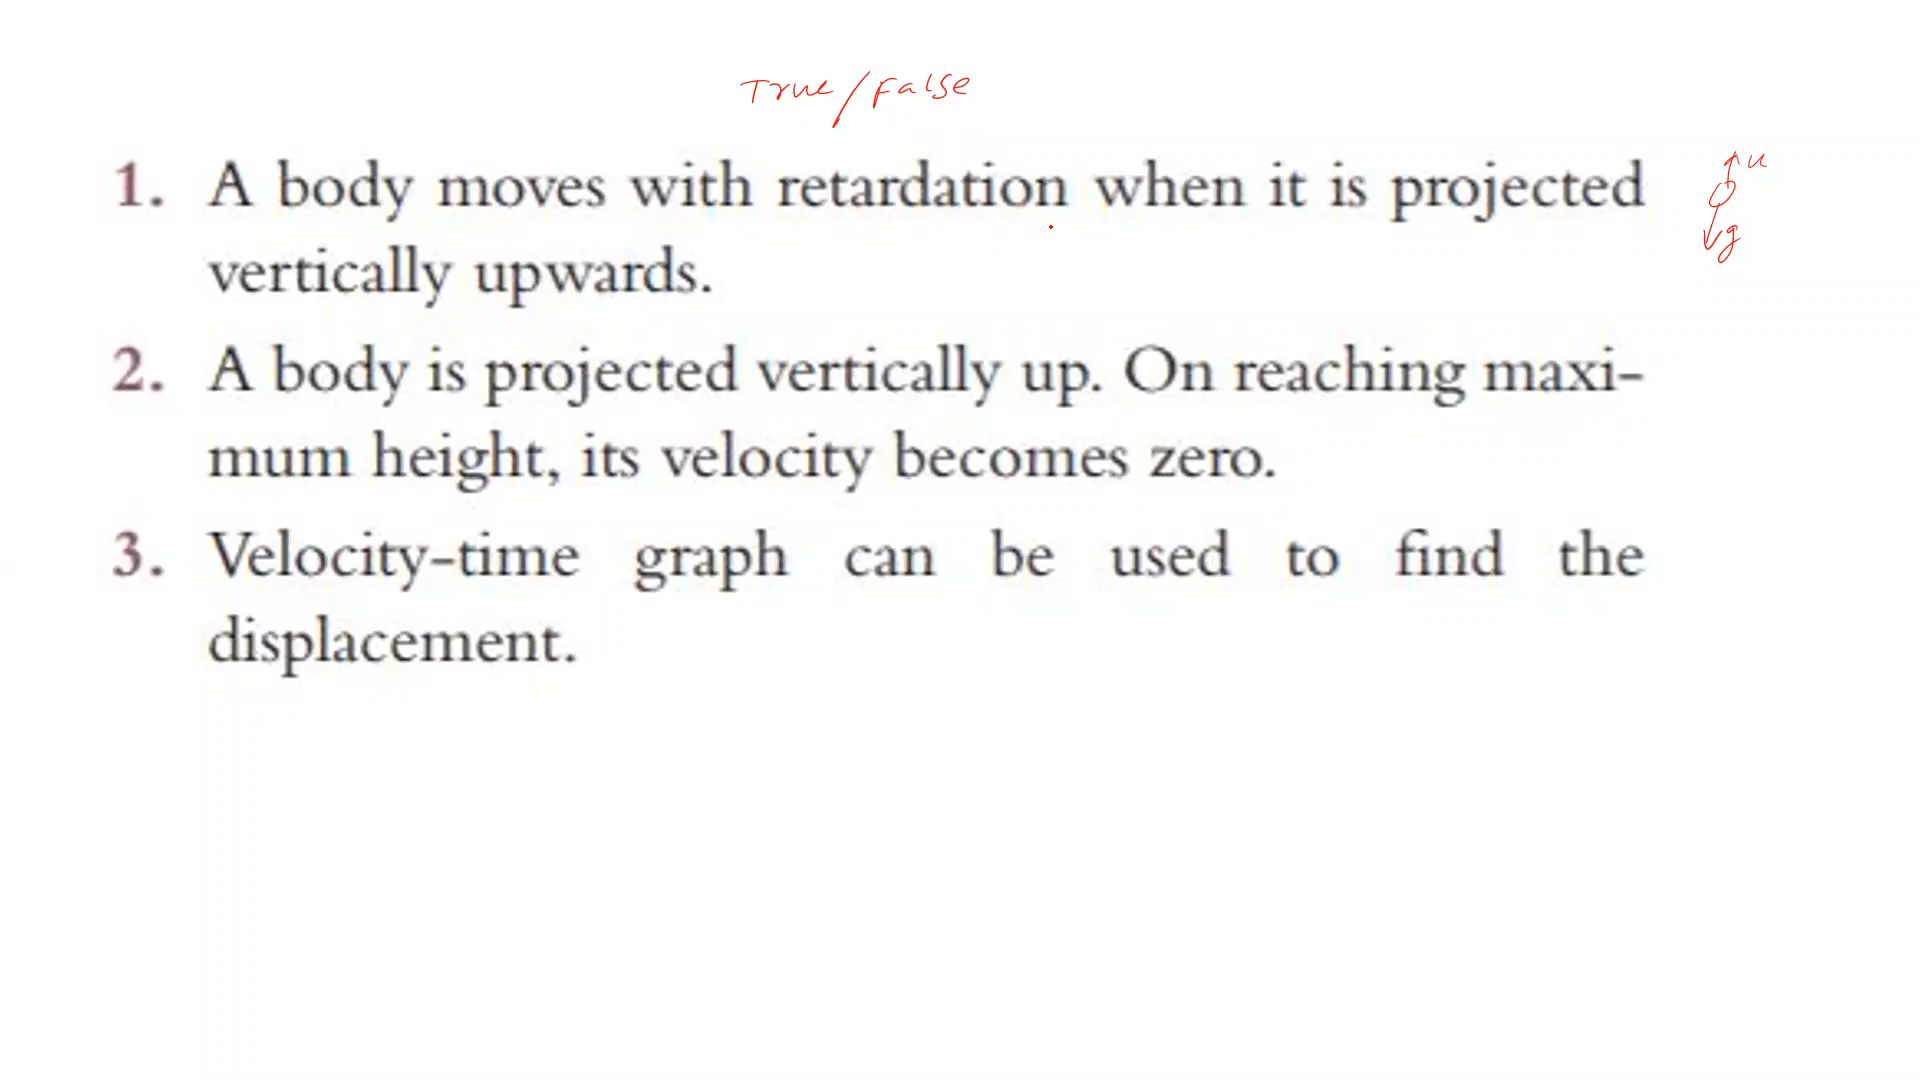 True/False
1. A body moves with retardation when it is projected
vertically upwards.
u
g
2. A body is projected vertically up. On reaching maxi-
mum height, its velocity becomes zero.
3. Velocity-time graph can be used to find the
displacement.